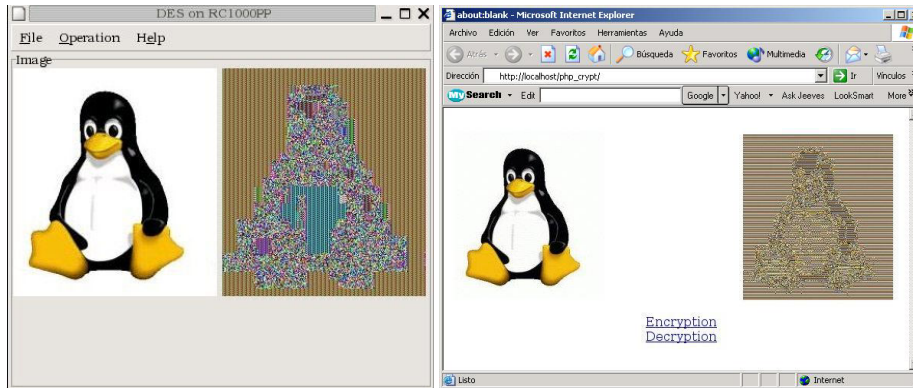 DES on RC1000PP
File Operation Help
Image
about:blank - Microsoft Internet Explorer
Archivo Edición Ver Favoritos Herramientas Ayuda
Atrás Búsqueda Favoritos Multimedia
Dirección http://localhost/php_crypt/ Ir Vínculos
My Search Edit Google Yahoo! Ask Jeeves LookSmart More
Encryption
Decryption
Listo Internet